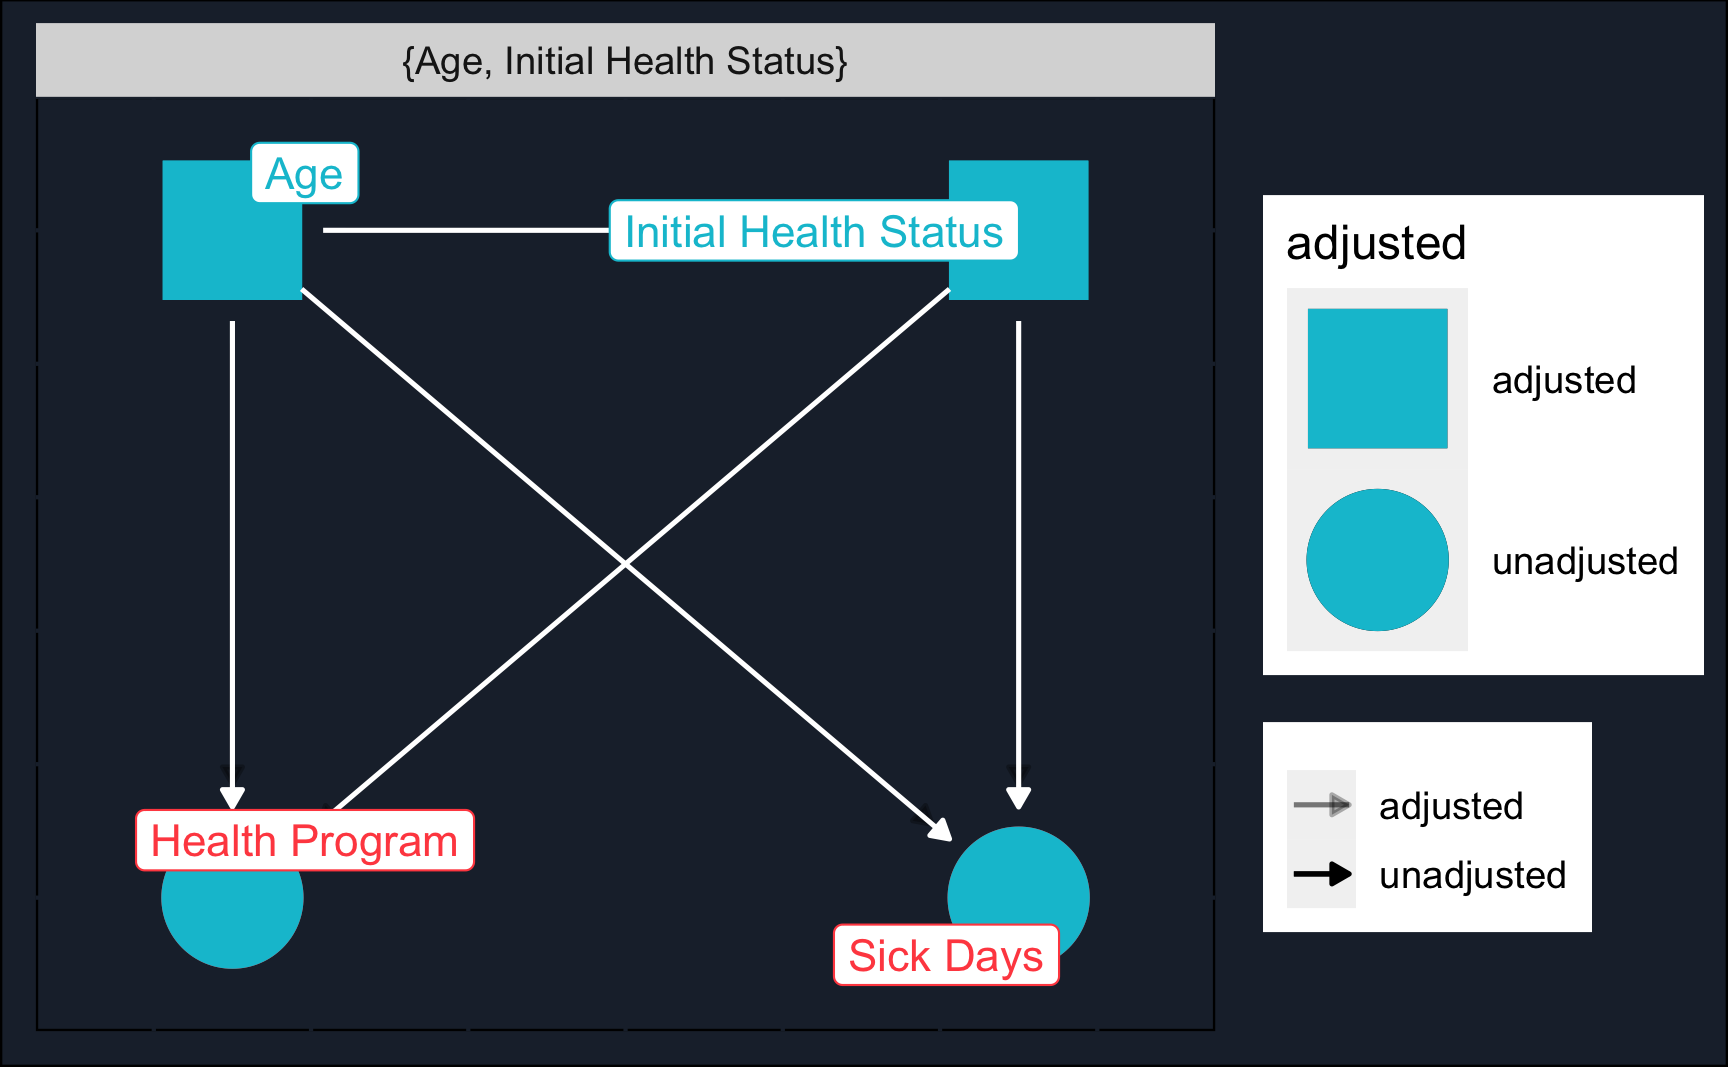 {Age, Initial Health Status}
Age
Initial Health Status
Health Program
Sick Days
adjusted
adjusted
unadjusted
adjusted
unadjusted